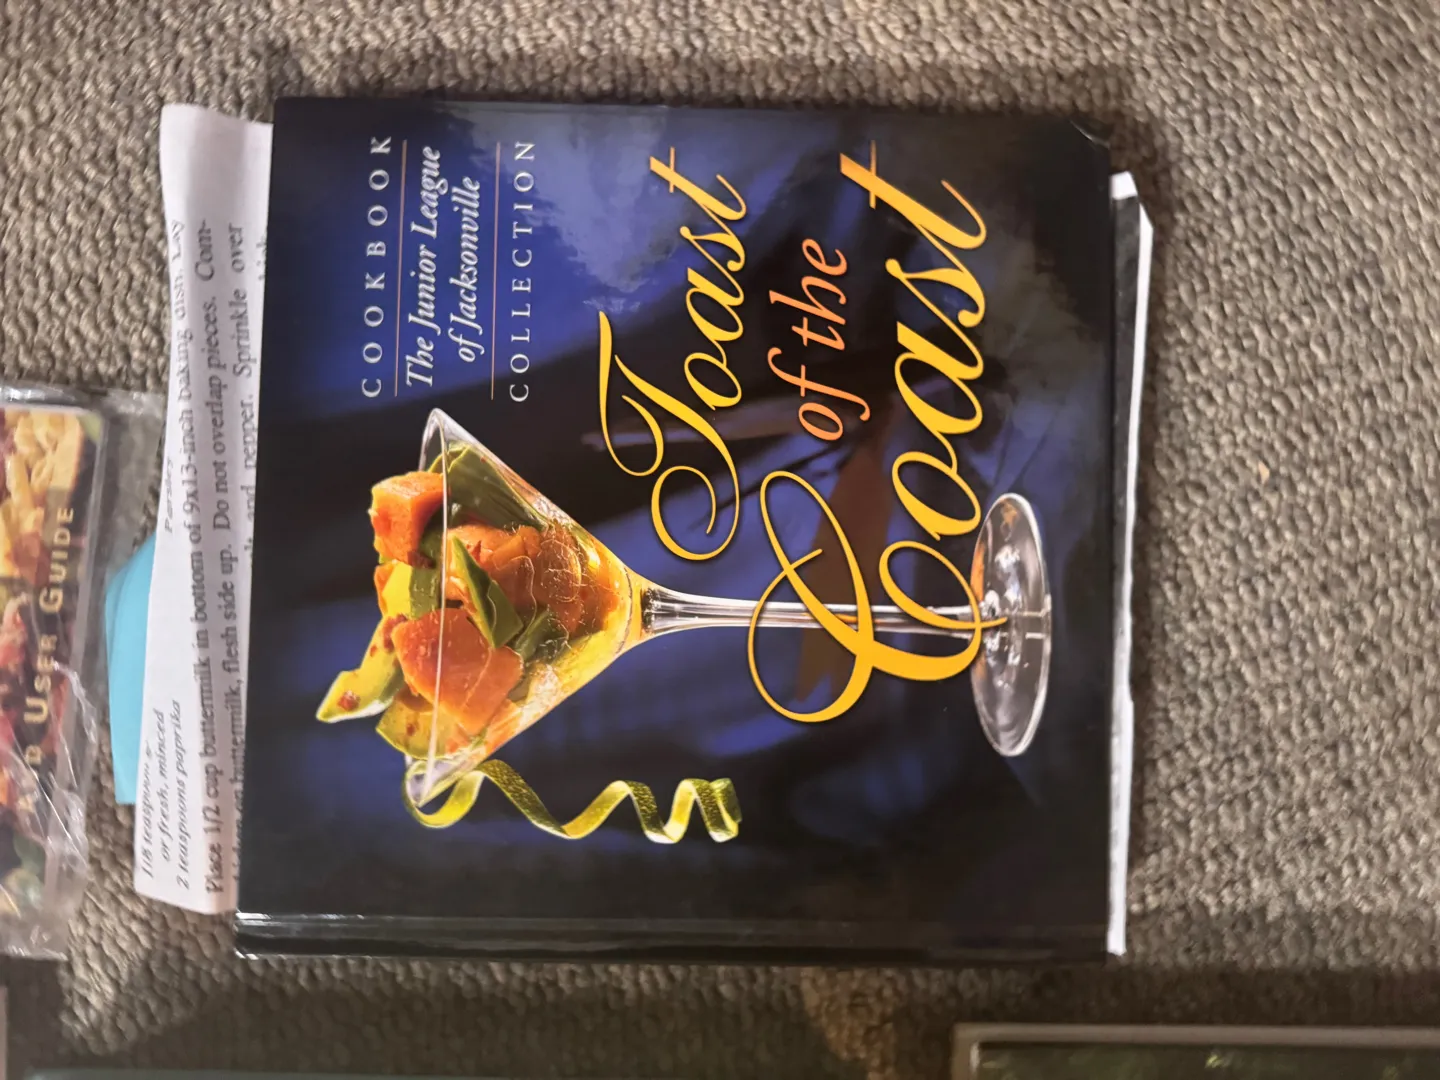 COOKBOOK
The Junior League
of Jacksonville
COLLECTION
Toast
of the
Coast
Parsley
1/8 teaspoon
or fresh, minced
2 teaspoons paprika
Place 1/2 cup buttermilk in bottom of 9x13-inch baking dish. Lay
buttermilk, flesh side up. Do not overlap pieces. Com-
and pepper. Sprinkle over
USER GUIDE